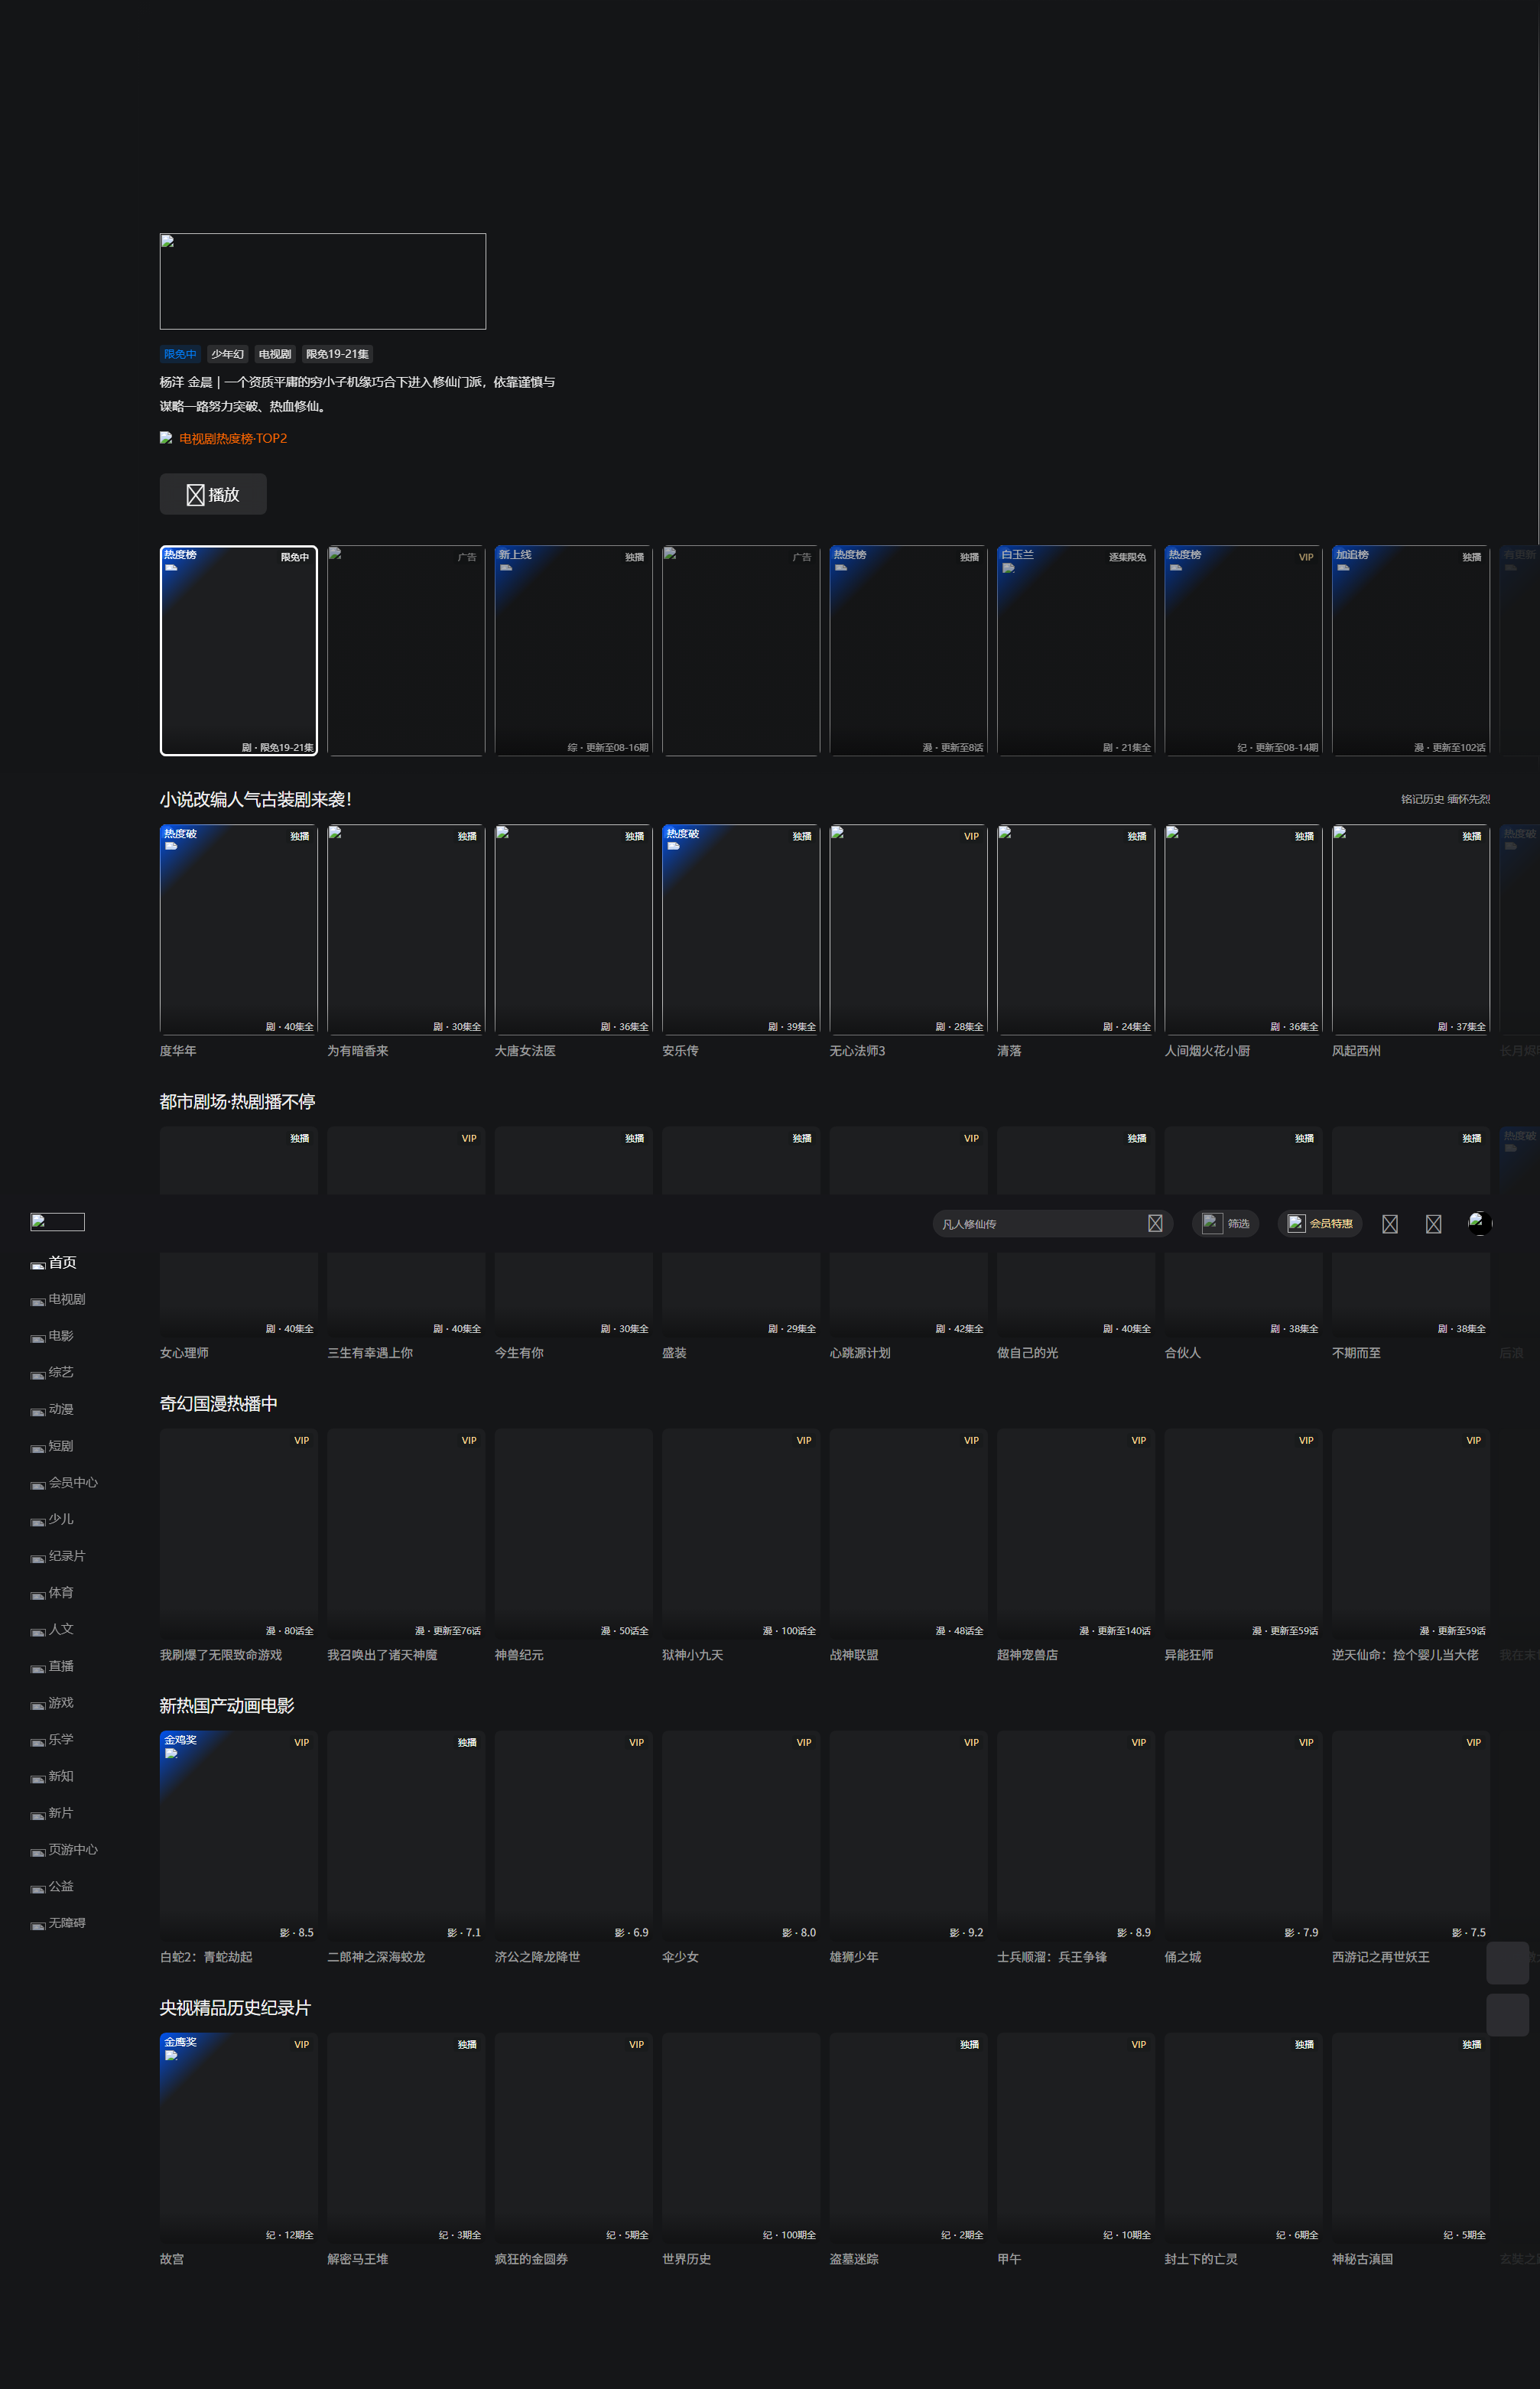 限免中 少年幻 电视剧 限免19-21集
杨洋 金晨 | 一个资质平庸的穷小子机缘巧合下进入修仙门派，依靠谨慎与
谋略一路努力突破、热血修仙。
电视剧热度榜·TOP2
播放
热度榜 限免中 广告 新上线 独播 广告 热度榜 独播 白玉兰 逐集限免 热度榜 VIP 加追榜 独播 有更新
剧·限免19-21集 综·更新至08-16期 漫·更新至8话 剧·21集全 纪·更新至08-14期 漫·更新至102话
小说改编人气古装剧来袭！ 铭记历史 缅怀先烈
热度破 独播 独播 独播 热度破 独播 VIP 独播 独播 独播 热度破
剧·40集全 剧·30集全 剧·36集全 剧·39集全 剧·28集全 剧·24集全 剧·36集全 剧·37集全
度华年 为有暗香来 大唐女法医 安乐传 无心法师3 清落 人间烟火花小厨 风起西州 长月烬
都市剧场·热剧播不停
独播 VIP 独播 独播 VIP 独播 独播 独播 热度破
凡人修仙传 筛选 会员特惠
首页
电视剧
电影
综艺
动漫
短剧
会员中心
少儿
纪录片
体育
人文
直播
游戏
乐学
新知
新片
页游中心
公益
无障碍
剧·40集全 剧·40集全 剧·30集全 剧·29集全 剧·42集全 剧·40集全 剧·38集全 剧·38集全
女心理师 三生有幸遇上你 今生有你 盛装 心跳源计划 做自己的光 合伙人 不期而至 后浪
奇幻国漫热播中
VIP VIP VIP VIP VIP VIP VIP
漫·80话全 漫·更新至76话 漫·50话全 漫·100话全 漫·48话全 漫·更新至140话 漫·更新至59话 漫·更新至59话
我刷爆了无限致命游戏 我召唤出了诸天神魔 神兽纪元 狱神小九天 战神联盟 超神宠兽店 异能狂师 逆天仙命：捡个婴儿当大佬 我在末
新热国产动画电影
金鸡奖 VIP 独播 VIP VIP VIP VIP VIP VIP
影·8.5 影·7.1 影·6.9 影·8.0 影·9.2 影·8.9 影·7.9 影·7.5
白蛇2：青蛇劫起 二郎神之深海蛟龙 济公之降龙降世 伞少女 雄狮少年 士兵顺溜：兵王争锋 俑之城 西游记之再世妖王
央视精品历史纪录片
金鹰奖 VIP 独播 VIP 独播 VIP 独播 独播
纪·12期全 纪·3期全 纪·5期全 纪·100期全 纪·2期全 纪·10期全 纪·6期全 纪·5期全
故宫 解密马王堆 疯狂的金圆券 世界历史 盗墓迷踪 甲午 封土下的亡灵 神秘古滇国 玄奘之